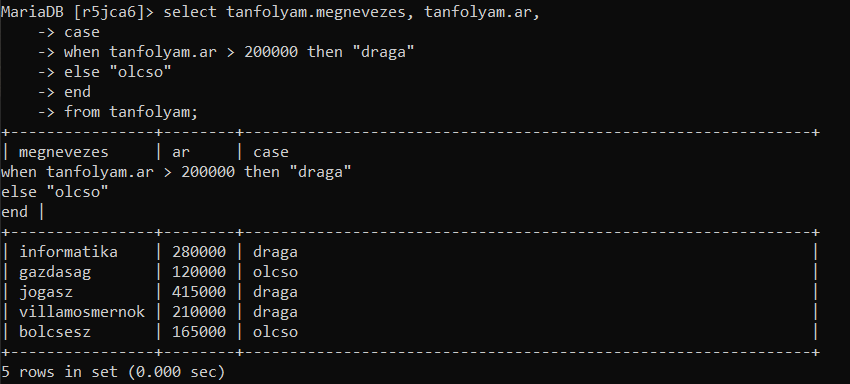 MariaDB [r5jca6]> select tanfolyam.megnevezes, tanfolyam.ar,
    -> case
    -> when tanfolyam.ar > 200000 then "draga"
    -> else "olcso"
    -> end
    -> from tanfolyam;
+----------------+--------+---------------------------------------------------------------+
| megnevezes     | ar     | case
when tanfolyam.ar > 200000 then "draga"
else "olcso"
end |
+----------------+--------+---------------------------------------------------------------+
| informatika    | 280000 | draga                                                         |
| gazdasag       | 120000 | olcso                                                         |
| jogasz         | 415000 | draga                                                         |
| villamosmernok | 210000 | draga                                                         |
| bolcsesz       | 165000 | olcso                                                         |
+----------------+--------+---------------------------------------------------------------+
5 rows in set (0.000 sec)